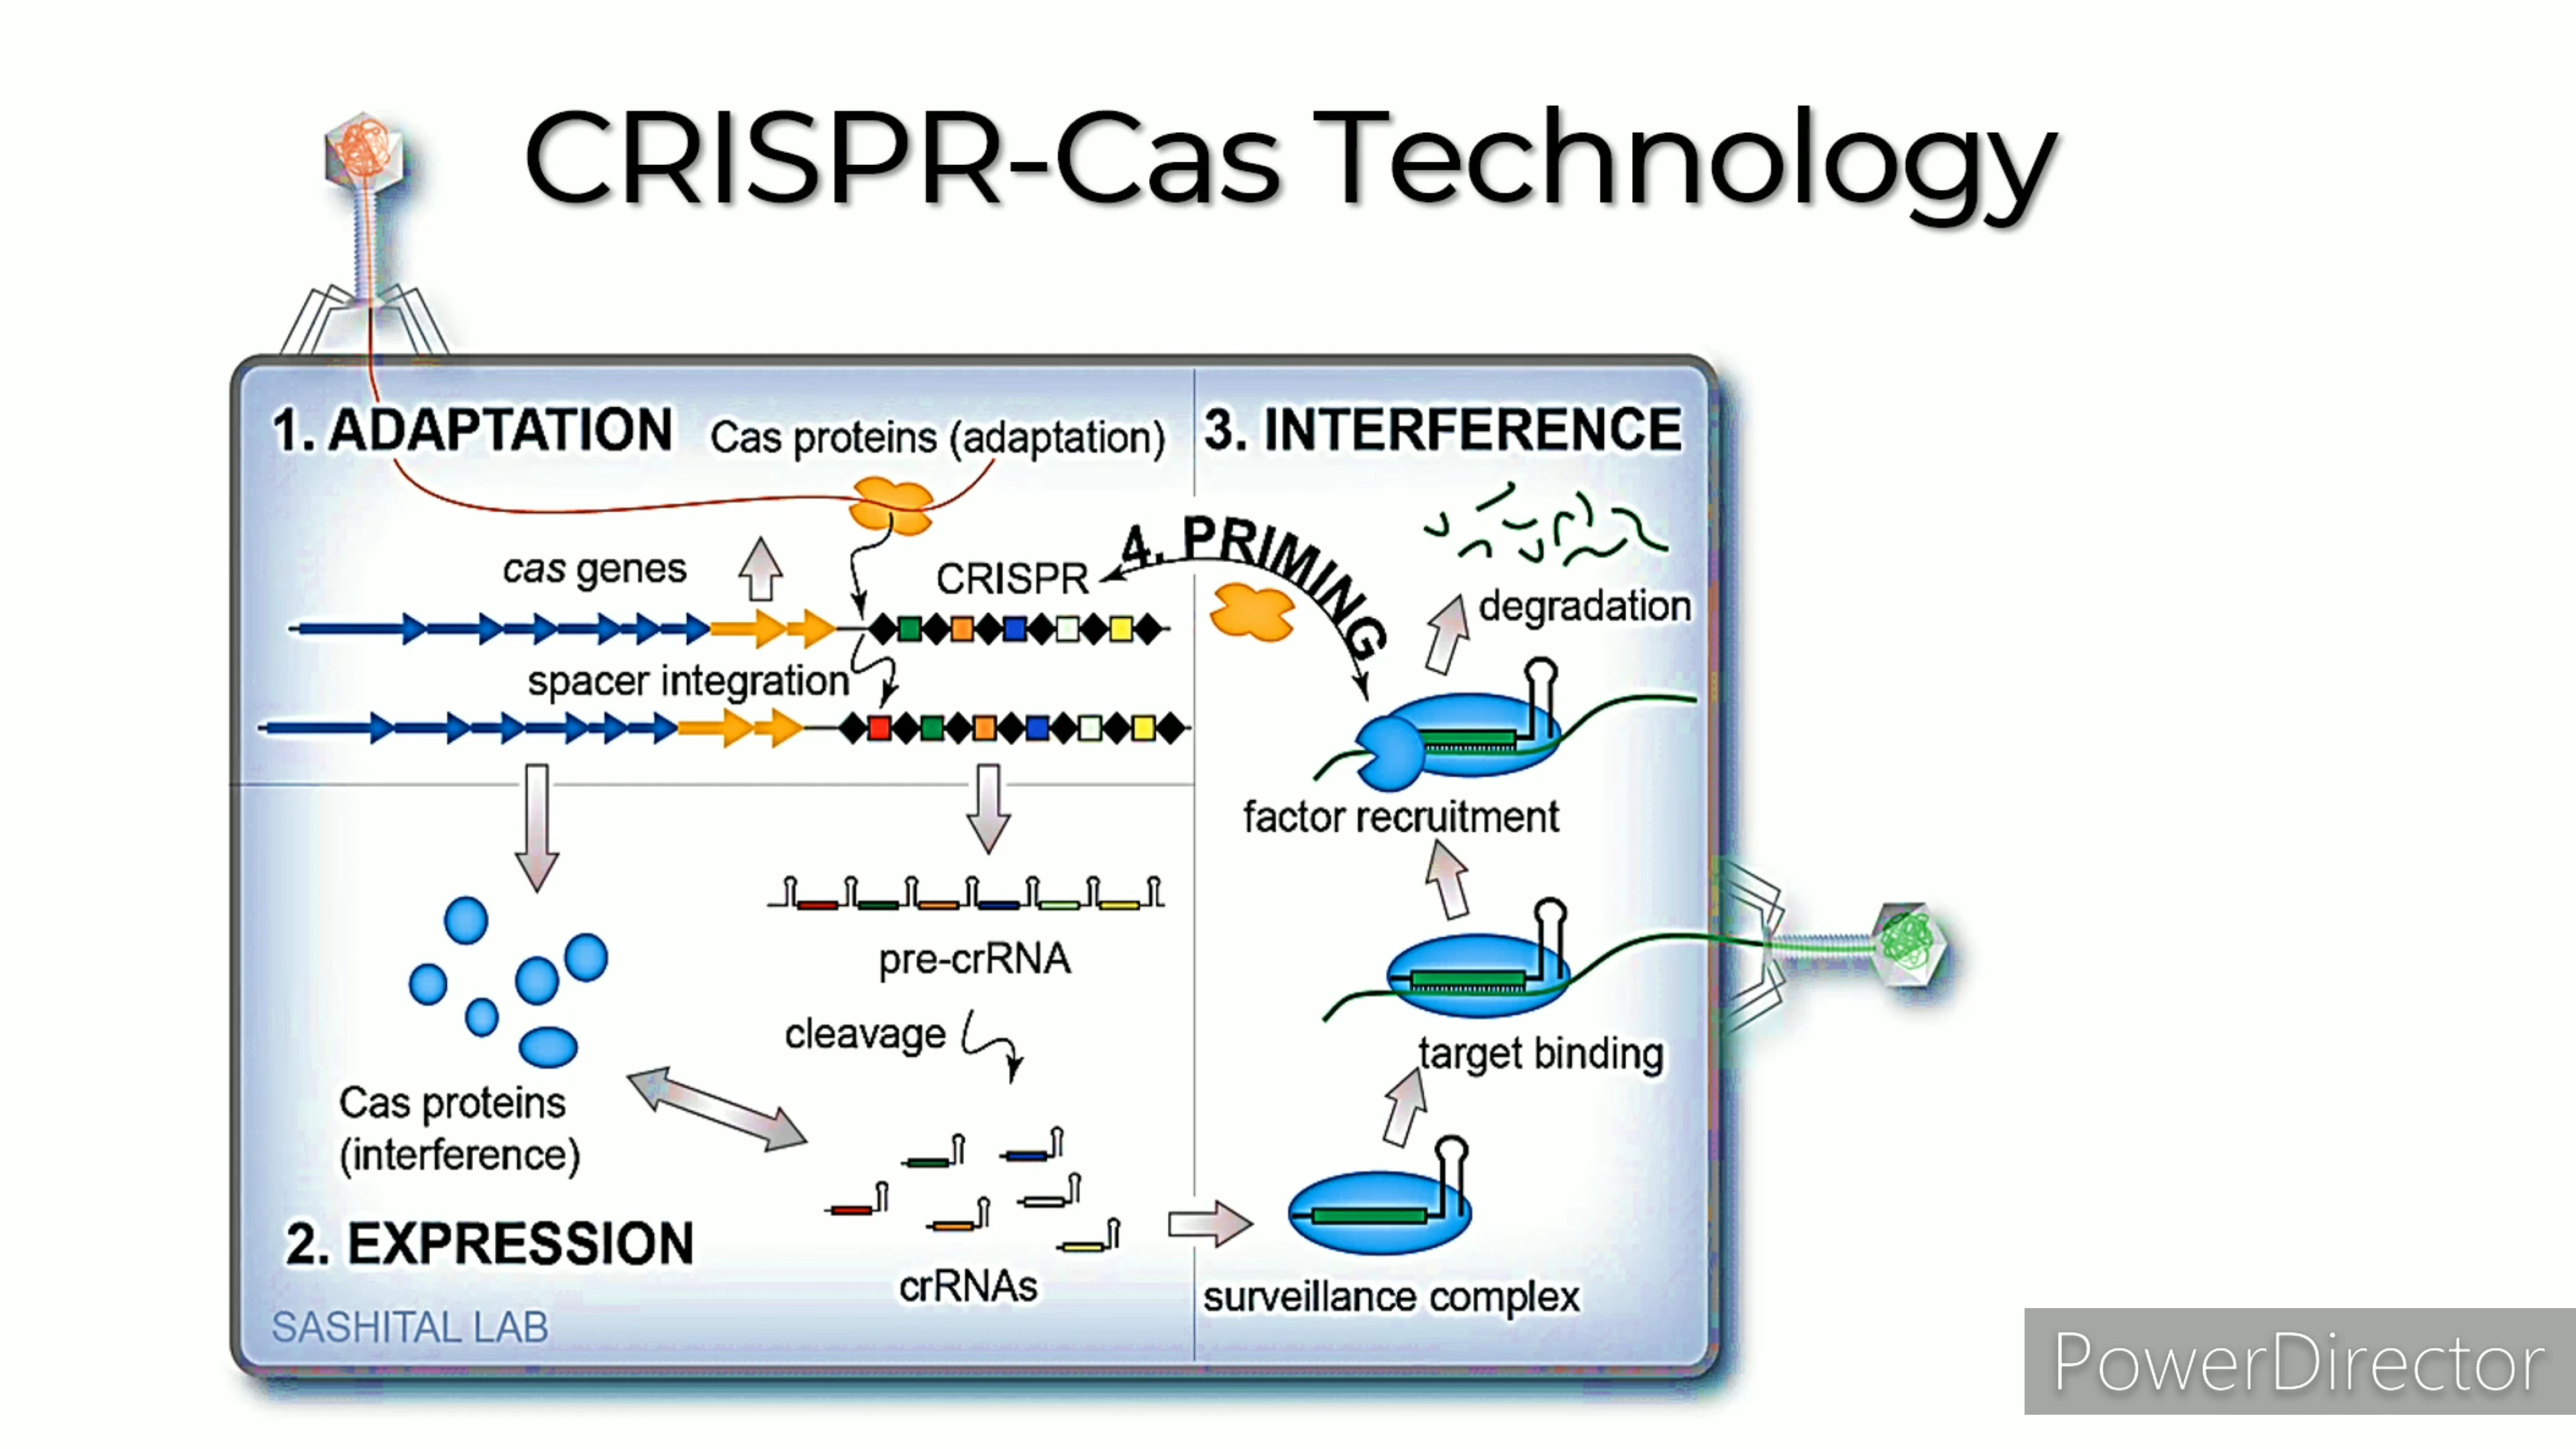 CRISPR-Cas Technology
1. ADAPTATION
Cas proteins (adaptation)
cas genes
CRISPR
spacer integration
pre-crRNA
cleavage
Cas proteins
(interference)
crRNAs
2. EXPRESSION
SASHITAL LAB
3. INTERFERENCE
4. PRIMING
degradation
factor recruitment
target binding
surveillance complex
PowerDirector